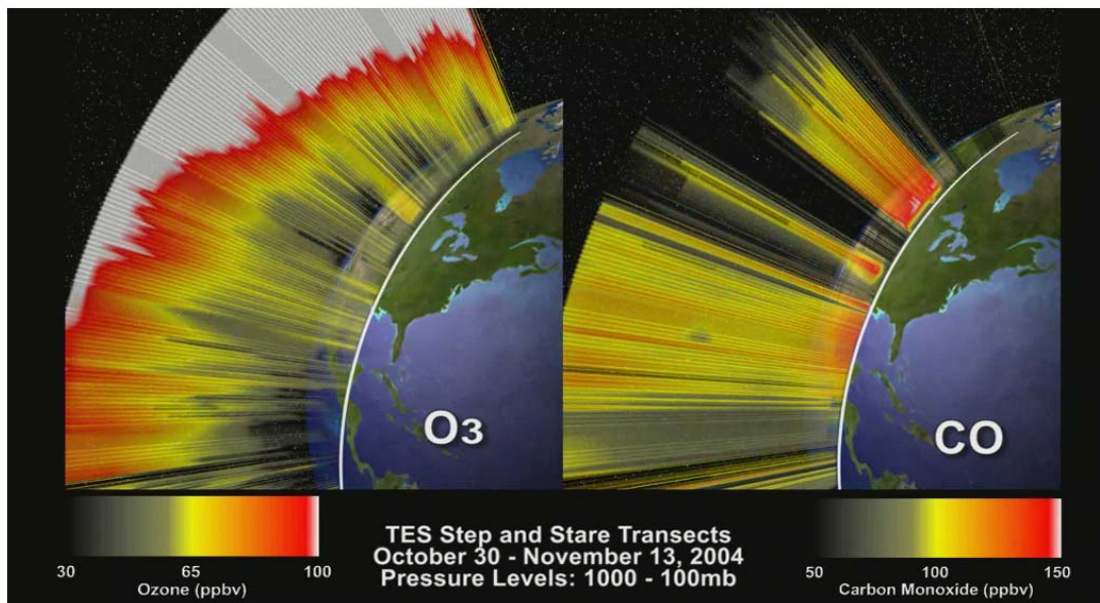 O3
CO
30 65 100
Ozone (ppbv)
TES Step and Stare Transects
October 30 - November 13, 2004
Pressure Levels: 1000 - 100mb
50 100 150
Carbon Monoxide (ppbv)